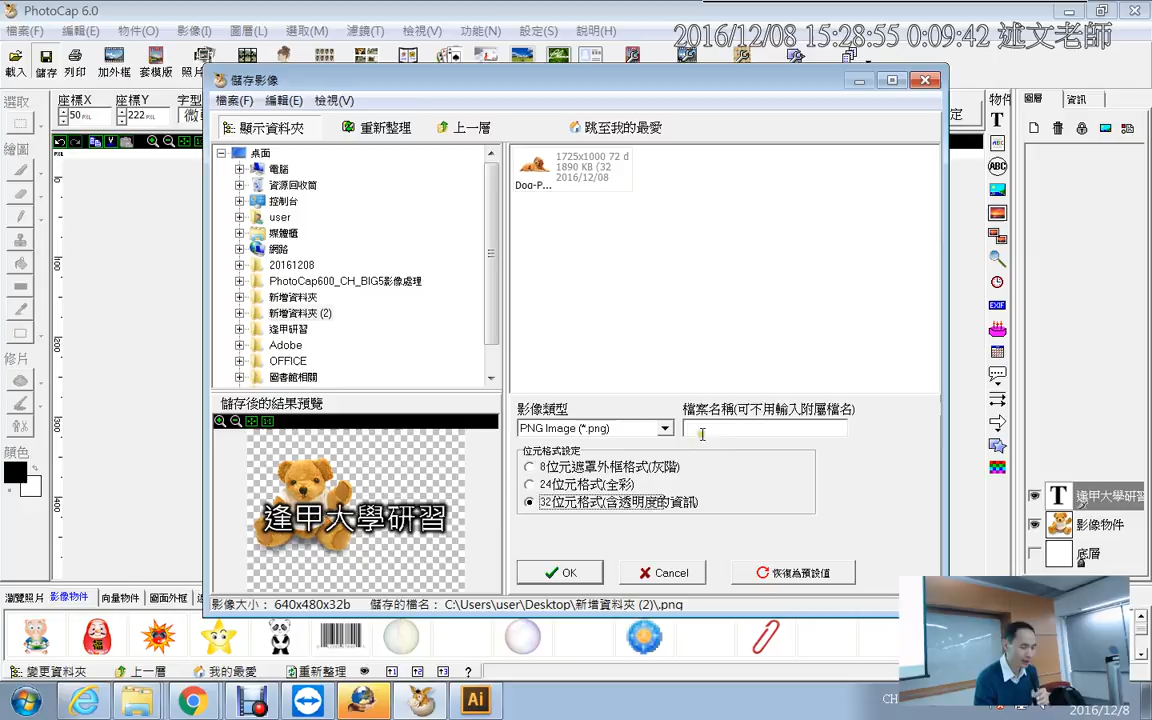 PhotoCap 6.0
檔案(F) 編輯(E) 物件(O) 影像(I) 圖層(L) 選取(M) 濾鏡(T) 檢視(V) 功能(N) 設定(S) 說明(H)
2016/12/08 15:28:55 0:09:42 述文老師
載入 儲存 列印 加外框 套模版 照片
儲存影像
選取 座標X 座標Y 字型
50 PXL 222 PXL 微
檔案(F) 編輯(E) 檢視(V)
定 物件 圖層 資訊
顯示資料夾 重新整理 上一層 跳至我的最愛
桌面
電腦
資源回收筒
控制台
user
媒體櫃
網路
20161208
PhotoCap600_CH_BIG5影像處理
新增資料夾
新增資料夾 (2)
逢甲研習
Adobe
OFFICE
圖書館相關
1725x1000 72 d
1890 KB (32
2016/12/08
Dog-P...
繪圖
修片
顏色
儲存後的結果預覽
逢甲大學研習
影像類型 檔案名稱(可不用輸入附屬檔名)
PNG Image (*.png)
位元格式設定
8位元遮罩外框格式(灰階)
24位元格式(全彩)
32位元格式(含透明度的資訊)
OK Cancel 恢復為預設值
影像大小： 640x480x32b 儲存的檔名： C:\Users\user\Desktop\新增資料夾 (2)\.png
T 逢甲大學研習
影像物件
底層
瀏覽照片 影像物件 向量物件 圖面外框
變更資料夾 上一層 我的最愛 重新整理 ?
Ai
CH
2016/12/8